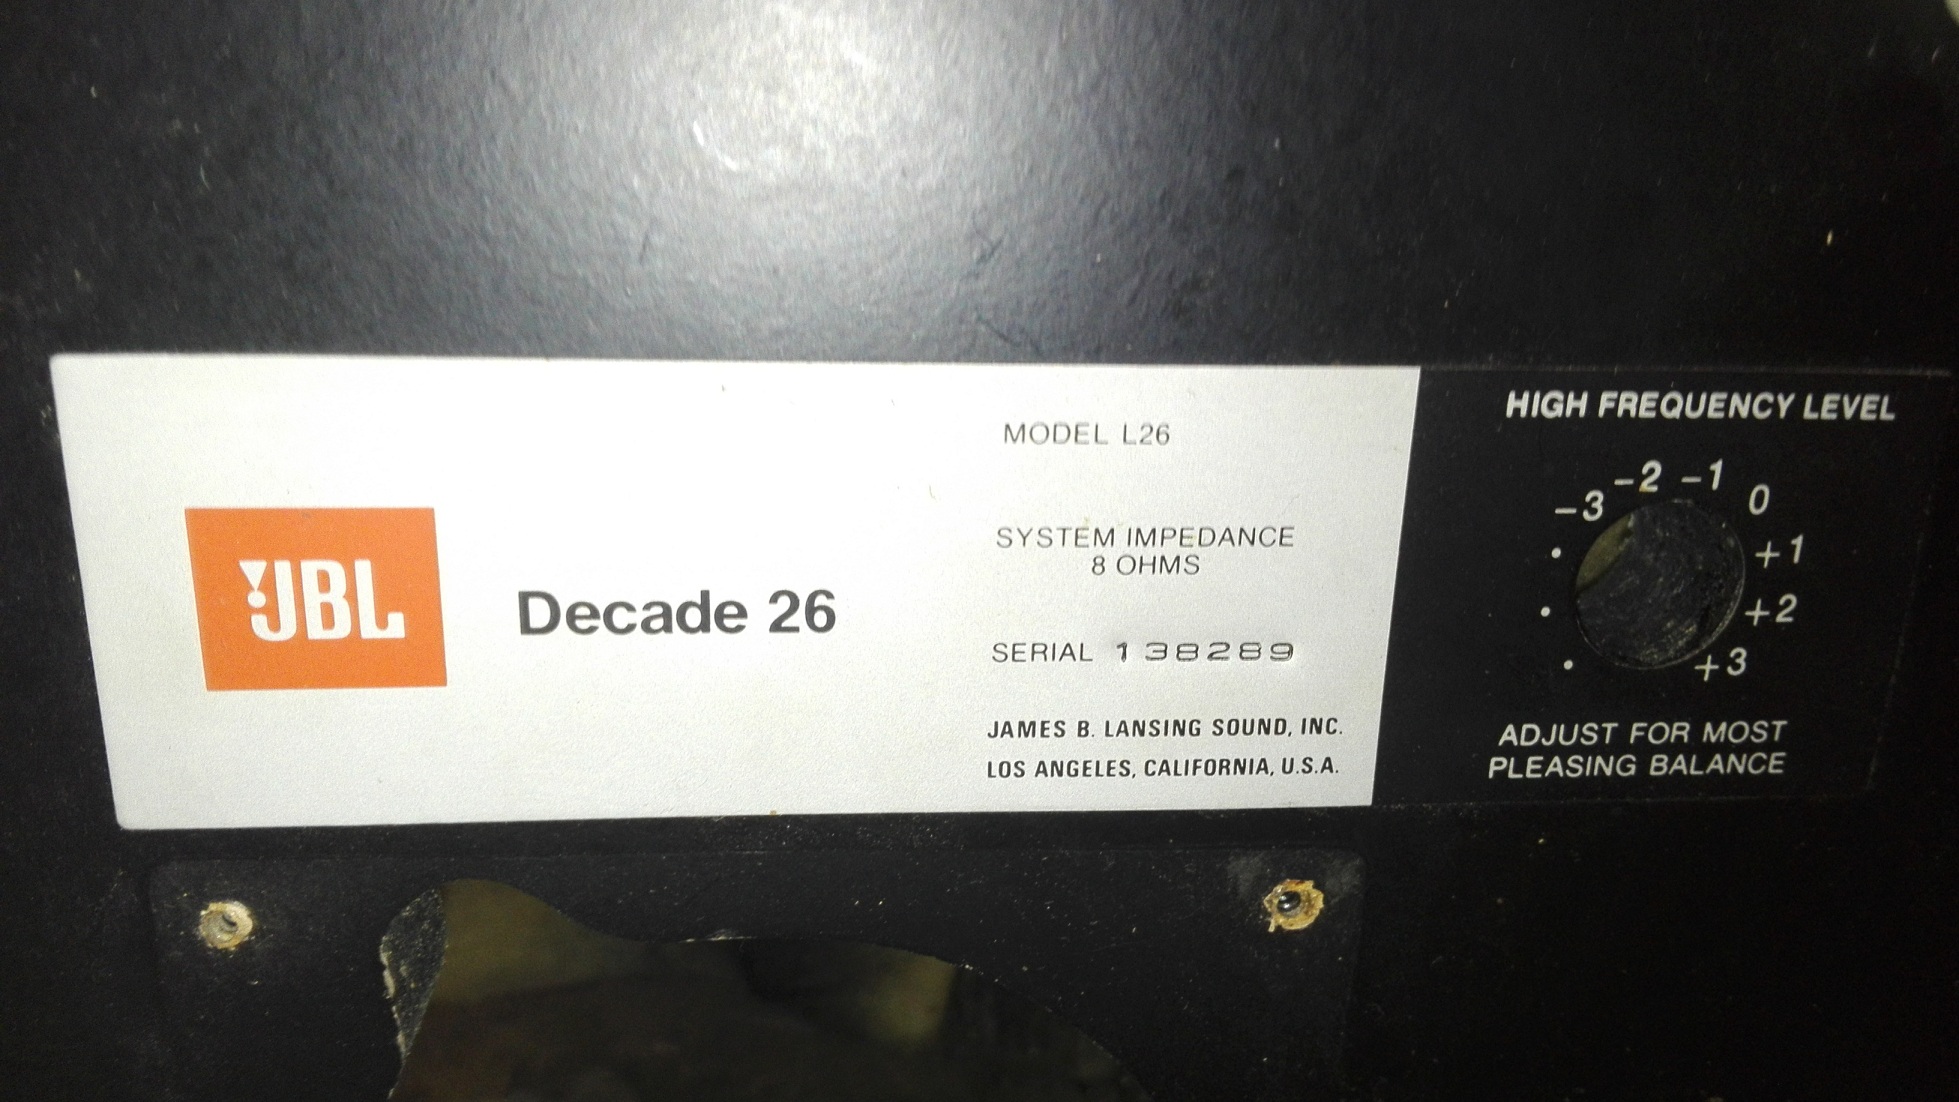 JBL
Decade 26
MODEL L26
SYSTEM IMPEDANCE
8 OHMS
SERIAL 138289
JAMES B. LANSING SOUND, INC.
LOS ANGELES, CALIFORNIA, U.S.A.
HIGH FREQUENCY LEVEL
-3 -2 -1 0 +1 +2 +3
ADJUST FOR MOST
PLEASING BALANCE